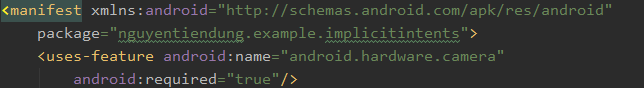 <manifest xmlns:android="http://schemas.android.com/apk/res/android"
package="nguyentiendung.example.implicitintents">
<uses-feature android:name="android.hardware.camera"
android:required="true"/>